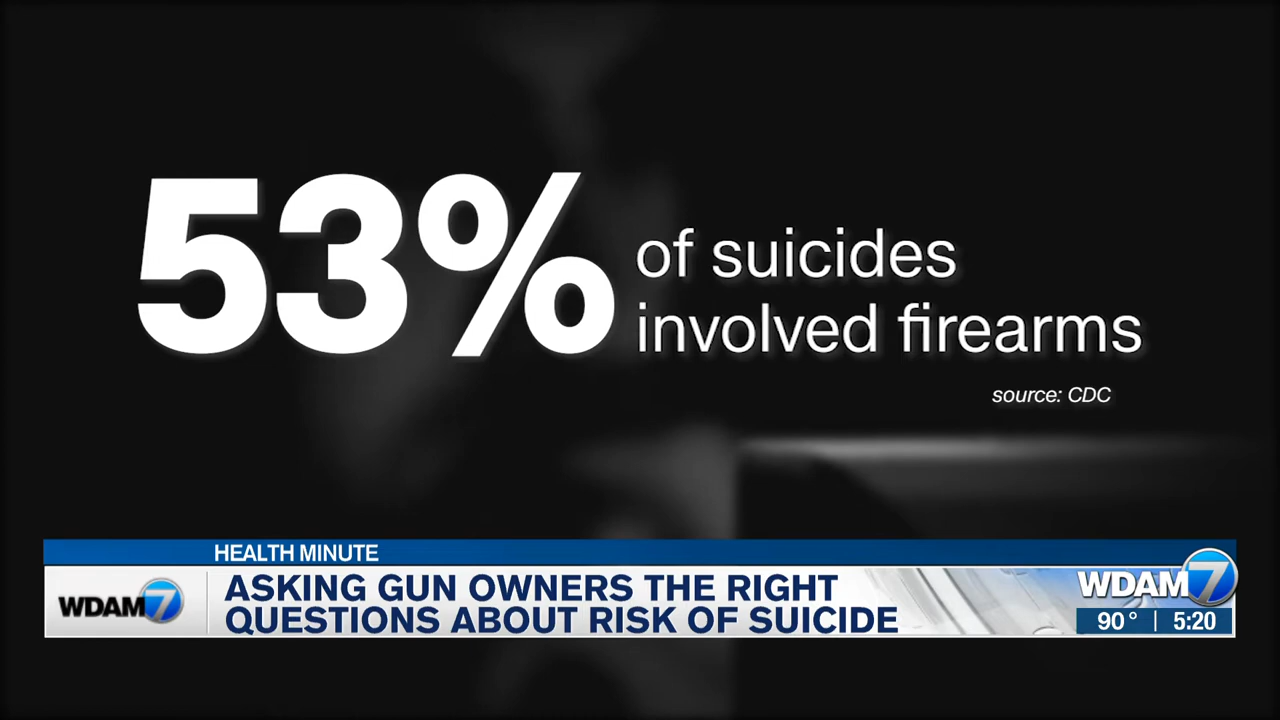 53% of suicides
involved firearms
source: CDC
HEALTH MINUTE
WDAM7
ASKING GUN OWNERS THE RIGHT
QUESTIONS ABOUT RISK OF SUICIDE
WDAM7
90° | 5:20